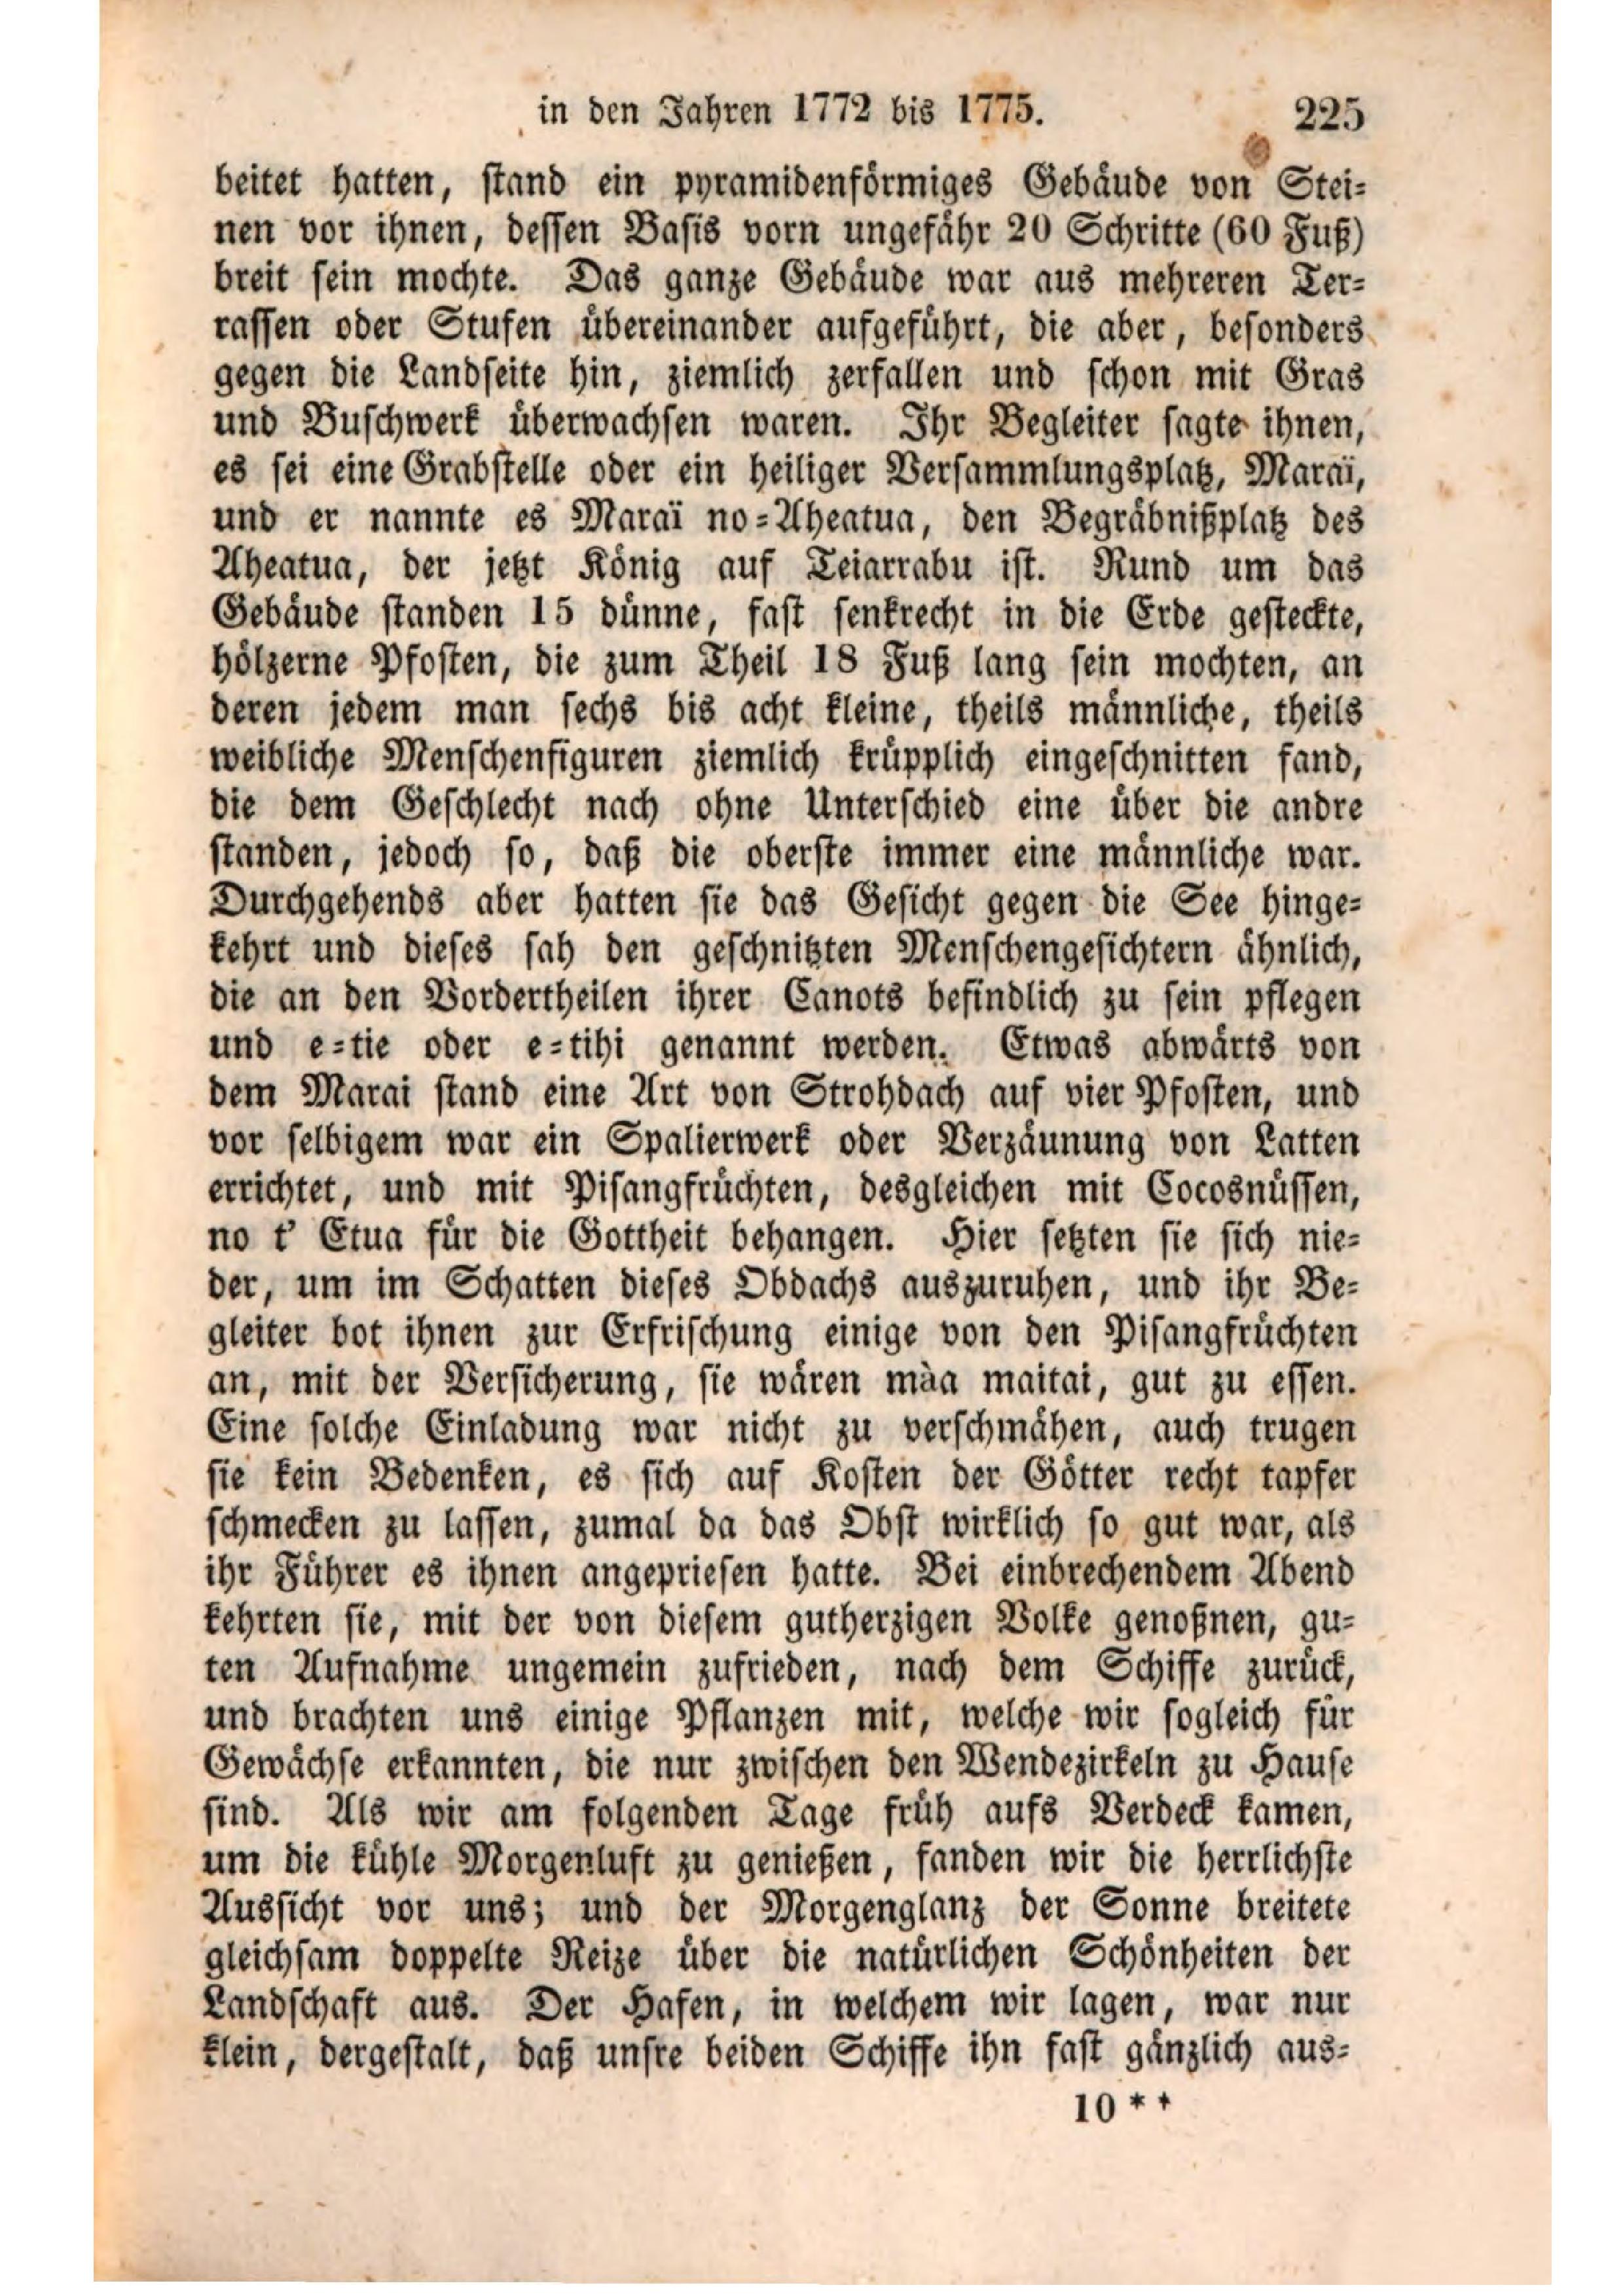 in den Jahren 1772 bis 1775. 225
beitet hatten, stand ein pyramidenförmiges Gebäude von Stei-
nen vor ihnen, dessen Basis vorn ungefähr 20 Schritte (60 Fuß)
breit sein mochte. Das ganze Gebäude war aus mehreren Ter-
rassen oder Stufen übereinander aufgeführt, die aber, besonders
gegen die Landseite hin, ziemlich zerfallen und schon mit Gras
und Buschwerk überwachsen waren. Ihr Begleiter sagte ihnen,
es sei eine Grabstelle oder ein heiliger Versammlungsplatz, Maraï,
und er nannte es Maraï no-Aheatua, den Begräbnißplatz des
Aheatua, der jetzt König auf Teiarrabu ist. Rund um das
Gebäude standen 15 dünne, fast senkrecht in die Erde gesteckte,
hölzerne Pfosten, die zum Theil 18 Fuß lang sein mochten, an
deren jedem man sechs bis acht kleine, theils männliche, theils
weibliche Menschenfiguren ziemlich krüpplich eingeschnitten fand,
die dem Geschlecht nach ohne Unterschied eine über die andre
standen, jedoch so, daß die oberste immer eine männliche war.
Durchgehends aber hatten sie das Gesicht gegen die See hinge-
kehrt und dieses sah den geschnitzten Menschengesichtern ähnlich,
die an den Vordertheilen ihrer Canots befindlich zu sein pflegen
und e-tie oder e-tihi genannt werden. Etwas abwärts von
dem Marai stand eine Art von Strohdach auf vier Pfosten, und
vor selbigem war ein Spalierwerk oder Verzäunung von Latten
errichtet, und mit Pisangfrüchten, desgleichen mit Cocosnüssen,
no t' Etua für die Gottheit behangen. Hier setzten sie sich nie-
der, um im Schatten dieses Obdachs auszuruhen, und ihr Be-
gleiter bot ihnen zur Erfrischung einige von den Pisangfrüchten
an, mit der Versicherung, sie wären màa maitai, gut zu essen.
Eine solche Einladung war nicht zu verschmähen, auch trugen
sie kein Bedenken, es sich auf Kosten der Götter recht tapfer
schmecken zu lassen, zumal da das Obst wirklich so gut war, als
ihr Führer es ihnen angepriesen hatte. Bei einbrechendem Abend
kehrten sie, mit der von diesem gutherzigen Volke genoßnen, gu-
ten Aufnahme ungemein zufrieden, nach dem Schiffe zurück,
und brachten uns einige Pflanzen mit, welche wir sogleich für
Gewächse erkannten, die nur zwischen den Wendezirkeln zu Hause
sind. Als wir am folgenden Tage früh aufs Verdeck kamen,
um die kühle Morgenluft zu genießen, fanden wir die herrlichste
Aussicht vor uns; und der Morgenglanz der Sonne breitete
gleichsam doppelte Reize über die natürlichen Schönheiten der
Landschaft aus. Der Hafen, in welchem wir lagen, war nur
klein, dergestalt, daß unsre beiden Schiffe ihn fast gänzlich aus-
10 * *